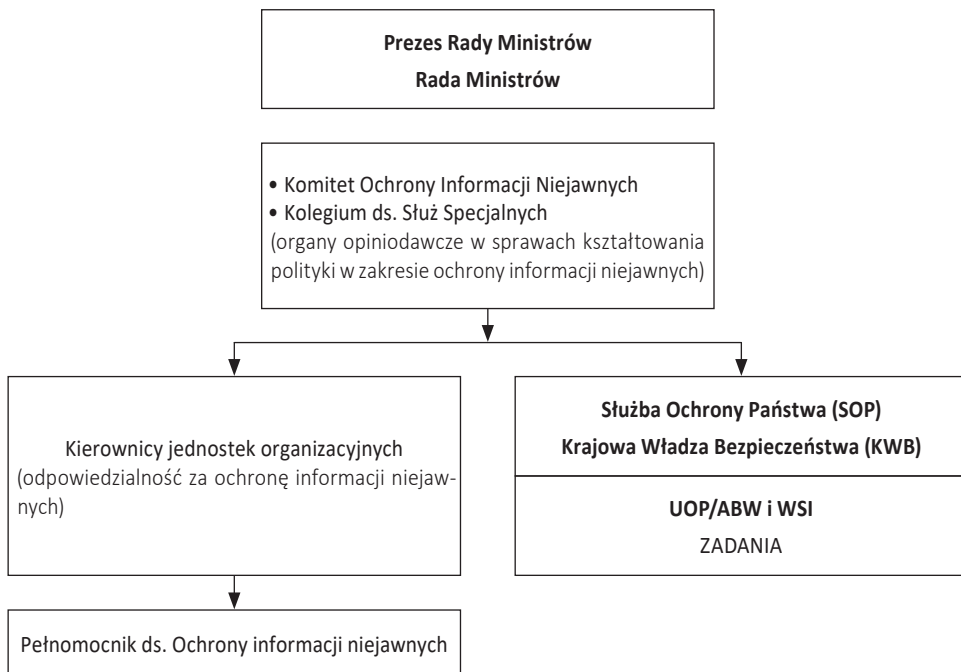 Prezes Rady Ministrów
Rada Ministrów
• Komitet Ochrony Informacji Niejawnych
• Kolegium ds. Służ Specjalnych
(organy opiniodawcze w sprawach kształtowania
polityki w zakresie ochrony informacji niejawnych)
Kierownicy jednostek organizacyjnych
(odpowiedzialność za ochronę informacji niejaw-
nych)
Służba Ochrony Państwa (SOP)
Krajowa Władza Bezpieczeństwa (KWB)
UOP/ABW i WSI
ZADANIA
Pełnomocnik ds. Ochrony informacji niejawnych